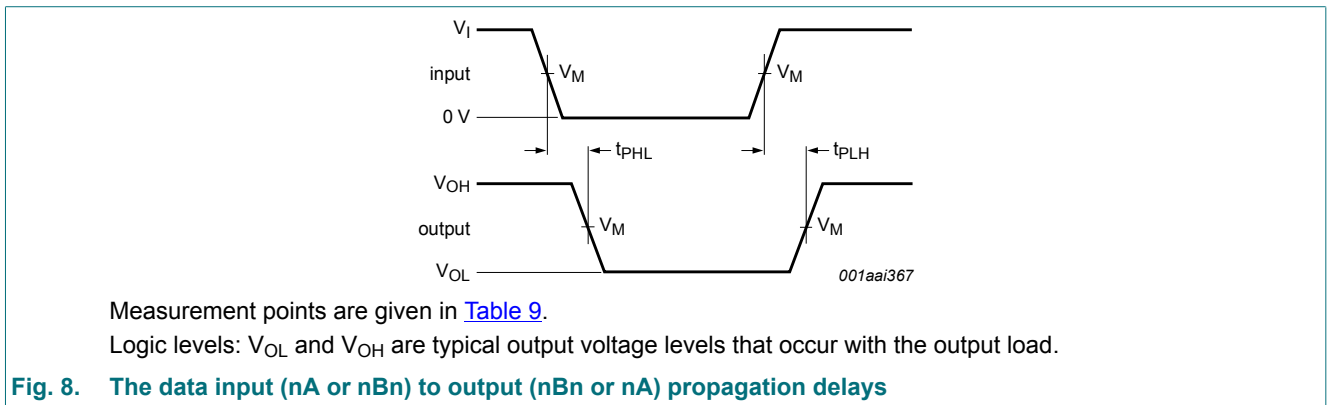 V_I
input
V_M
V_M
0 V
t_PHL
t_PLH
V_OH
output
V_M
V_M
V_OL
001aai367
Measurement points are given in Table 9.
Logic levels: V_OL and V_OH are typical output voltage levels that occur with the output load.
Fig. 8. The data input (nA or nBn) to output (nBn or nA) propagation delays